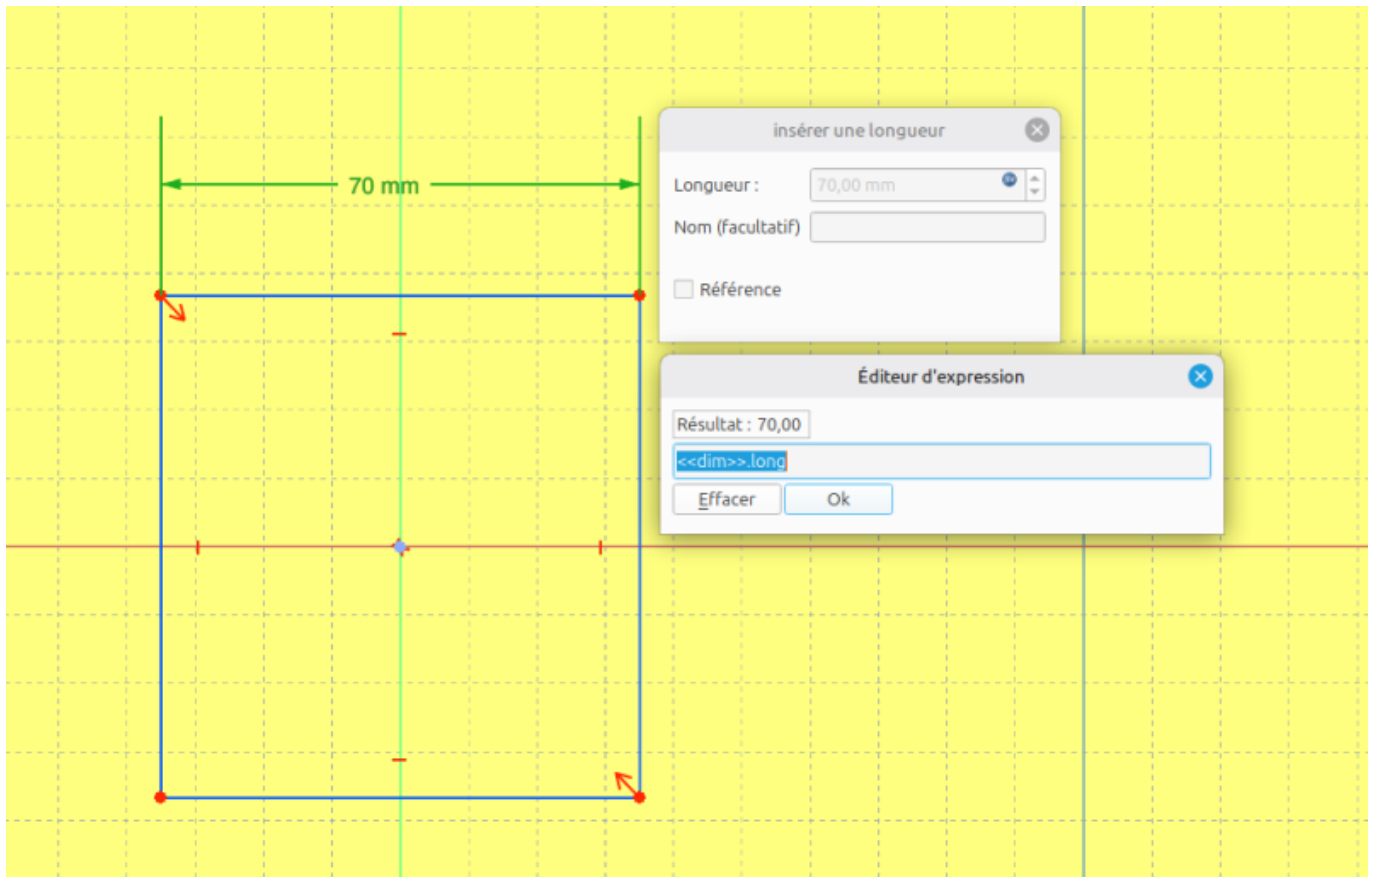 70 mm
insérer une longueur
Longueur :
70,00 mm
Nom (facultatif)
Référence
Éditeur d'expression
Résultat : 70,00
<<dim>>.long
Effacer
Ok